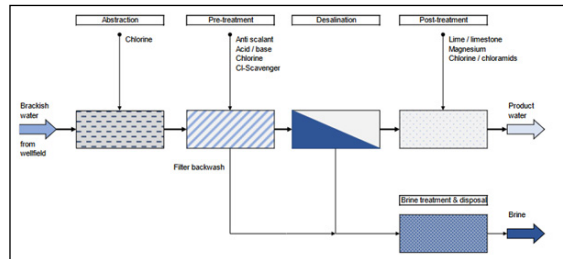 Abstraction
Pre-treatment
Desalination
Post-treatment
Chlorine
Anti scalant
Acid / base
Chlorine
Cl-Scavenger
Lime / limestone
Magnesium
Chlorine / chloramids
Brackish
water
from
wellfield
Product
water
Filter backwash
Brine treatment & disposal
Brine